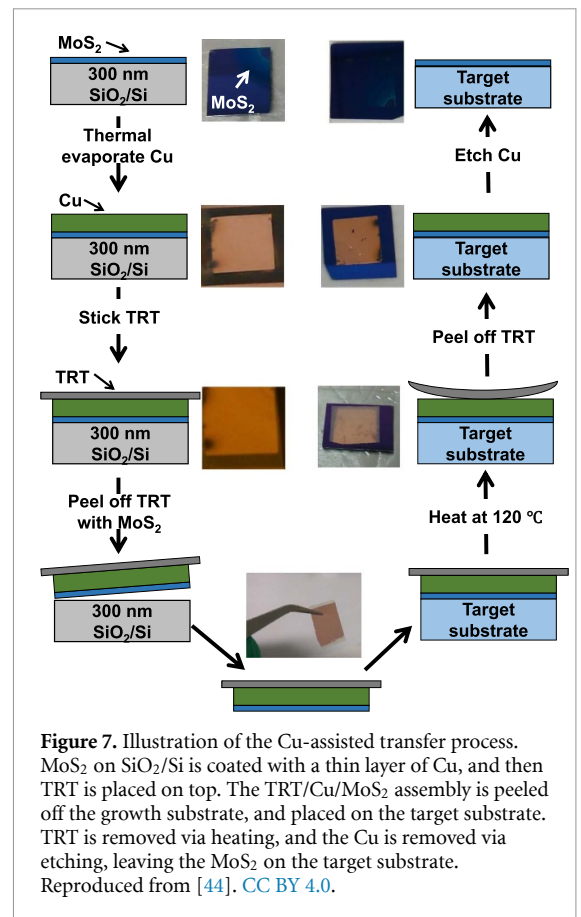 MoS₂
300 nm
SiO₂/Si
MoS₂
Thermal
evaporate Cu
Cu
300 nm
SiO₂/Si
Stick TRT
TRT
300 nm
SiO₂/Si
Peel off TRT
with MoS₂
300 nm
SiO₂/Si
Target
substrate
Heat at 120 ℃
Target
substrate
Peel off TRT
Target
substrate
Etch Cu
Target
substrate
Figure 7. Illustration of the Cu-assisted transfer process.
MoS₂ on SiO₂/Si is coated with a thin layer of Cu, and then
TRT is placed on top. The TRT/Cu/MoS₂ assembly is peeled
off the growth substrate, and placed on the target substrate.
TRT is removed via heating, and the Cu is removed via
etching, leaving the MoS₂ on the target substrate.
Reproduced from [44]. CC BY 4.0.